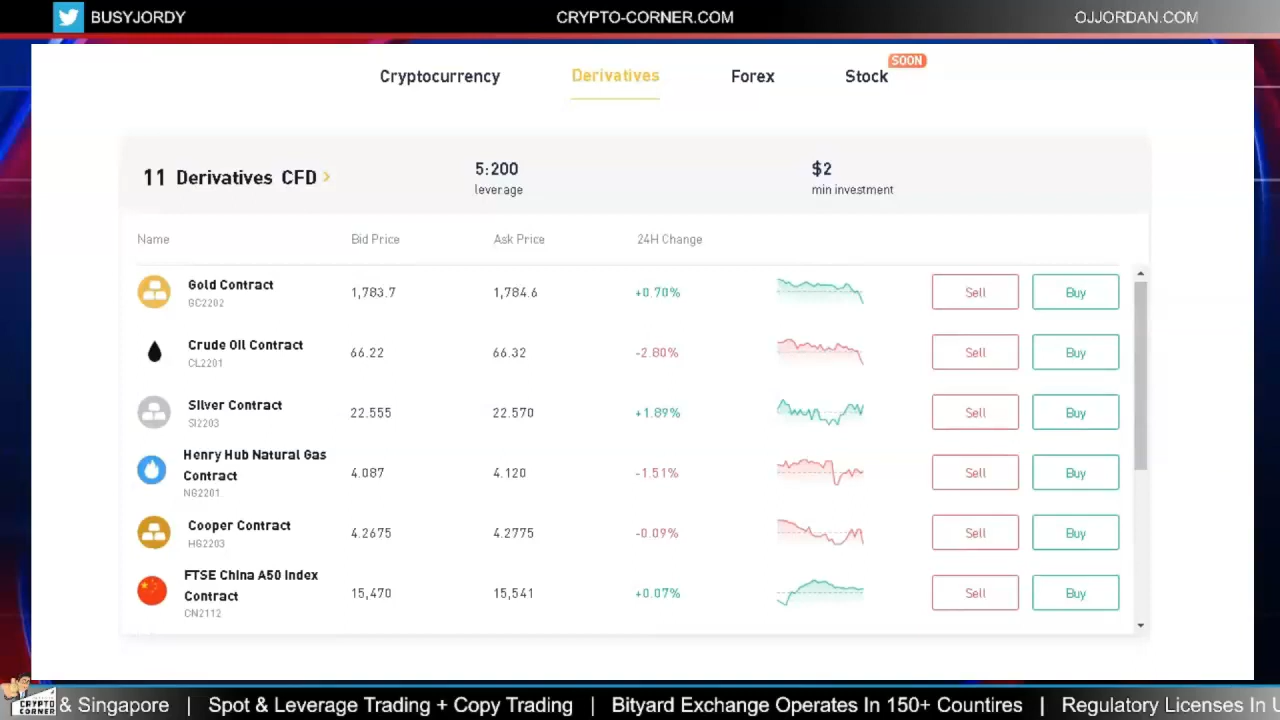 BUSYJORDY
CRYPTO-CORNER.COM
OJJORDAN.COM
Cryptocurrency
Derivatives
Forex
Stock
SOON
11 Derivatives CFD >
5:200
leverage
$2
min investment
Name Bid Price Ask Price 24H Change
Gold Contract
GC2202
1,783.7 1,784.6 +0.70% Sell Buy
Crude Oil Contract
CL2201
66.22 66.32 -2.80% Sell Buy
Silver Contract
SI2203
22.555 22.570 +1.89% Sell Buy
Henry Hub Natural Gas
Contract
NG2201
4.087 4.120 -1.51% Sell Buy
Cooper Contract
HG2203
4.2675 4.2775 -0.09% Sell Buy
FTSE China A50 Index
Contract
CN2112
15,470 15,541 +0.07% Sell Buy
CRYPTO
CORNER
& Singapore | Spot & Leverage Trading + Copy Trading | Bityard Exchange Operates In 150+ Countires | Regulatory Licenses In